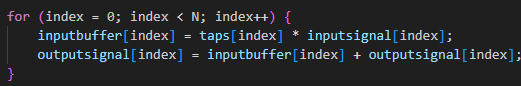 for (index = 0; index < N; index++) {
    inputbuffer[index] = taps[index] * inputsignal[index];
    outputsignal[index] = inputbuffer[index] + outputsignal[index];
}